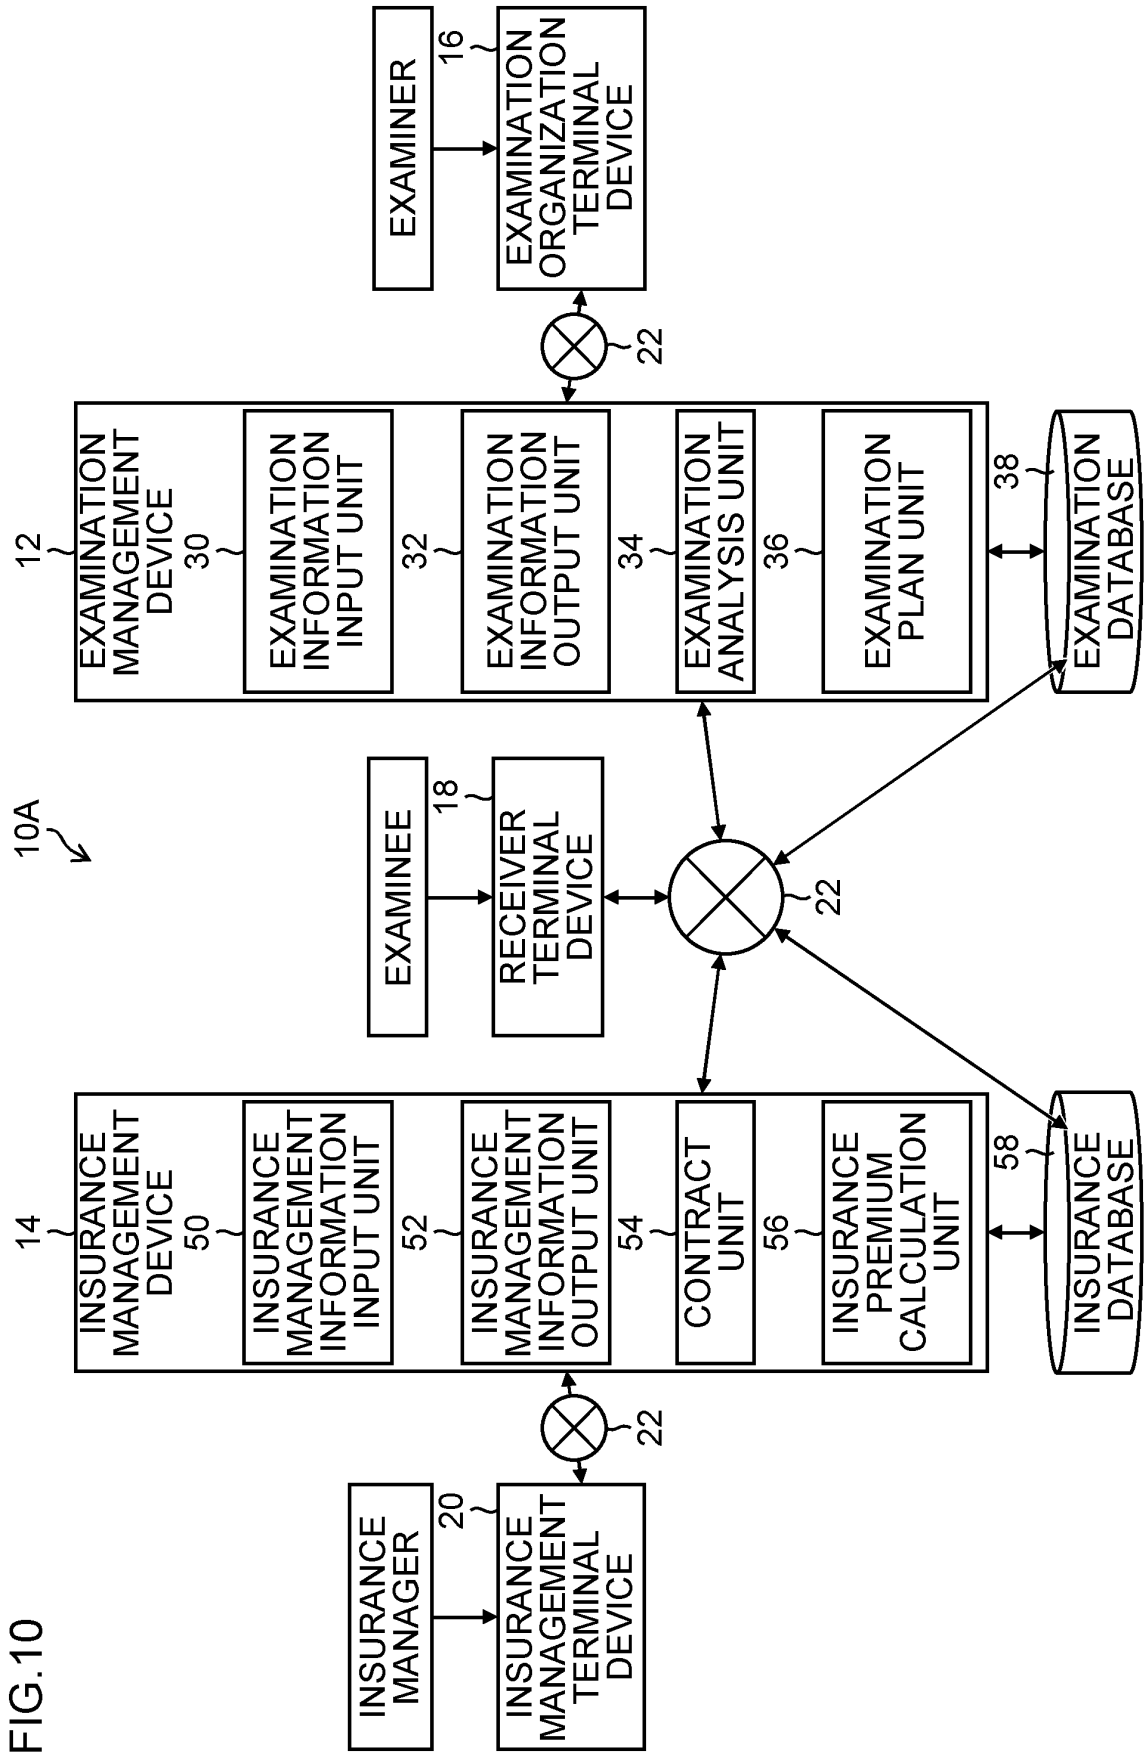 FIG.10
10A
INSURANCE
MANAGER
20
INSURANCE
MANAGEMENT
TERMINAL
DEVICE
22
14
INSURANCE
MANAGEMENT
DEVICE
50
INSURANCE
MANAGEMENT
INFORMATION
INPUT UNIT
52
INSURANCE
MANAGEMENT
INFORMATION
OUTPUT UNIT
54
CONTRACT
UNIT
56
INSURANCE
PREMIUM
CALCULATION
UNIT
58
INSURANCE
DATABASE
EXAMINEE
18
RECEIVER
TERMINAL
DEVICE
22
12
EXAMINATION
MANAGEMENT
DEVICE
30
EXAMINATION
INFORMATION
INPUT UNIT
32
EXAMINATION
INFORMATION
OUTPUT UNIT
34
EXAMINATION
ANALYSIS UNIT
36
EXAMINATION
PLAN UNIT
38
EXAMINATION
DATABASE
22
EXAMINER
16
EXAMINATION
ORGANIZATION
TERMINAL
DEVICE